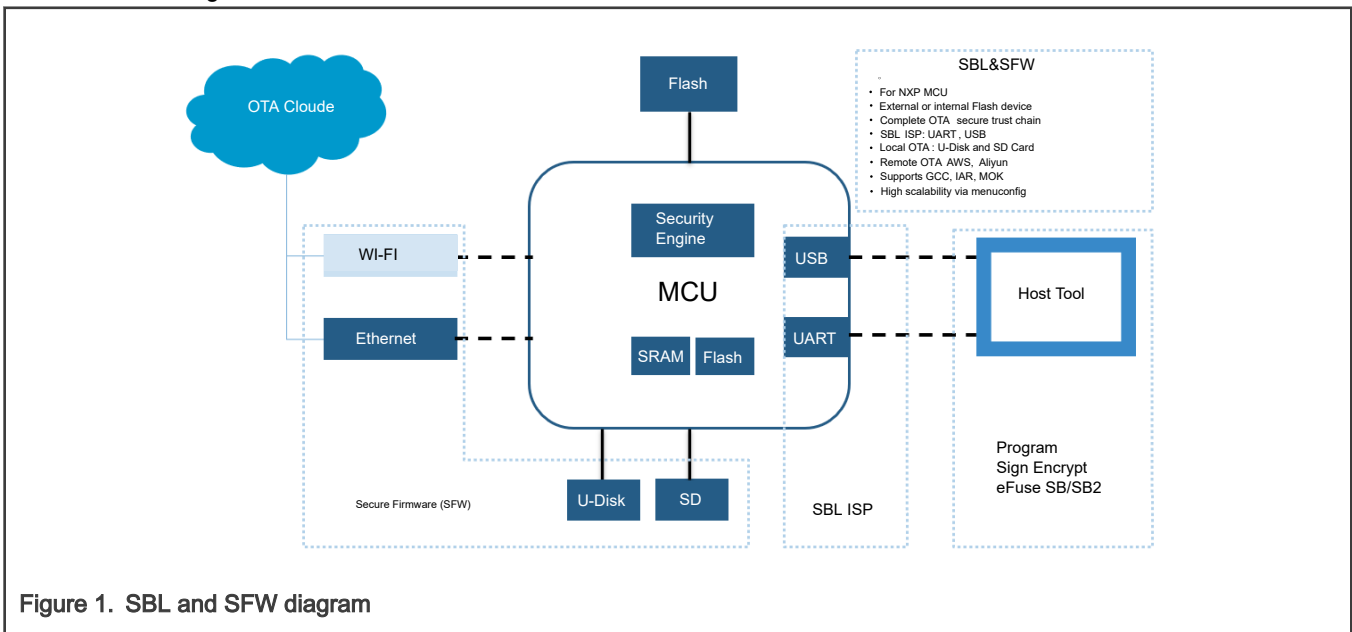 OTA Cloude
Flash
SBL&SFW
• For NXP MCU
• External or internal Flash device
• Complete OTA secure trust chain
• SBL ISP: UART , USB
• Local OTA : U-Disk and SD Card
• Remote OTA AWS, Aliyun
• Supports GCC, IAR, MOK
• High scalability via menuconfig
Security
Engine
WI-FI
USB
MCU
Host Tool
Ethernet
UART
SRAM
Flash
Program
Sign Encrypt
eFuse SB/SB2
Secure Firmware (SFW)
U-Disk
SD
SBL ISP
Figure 1. SBL and SFW diagram